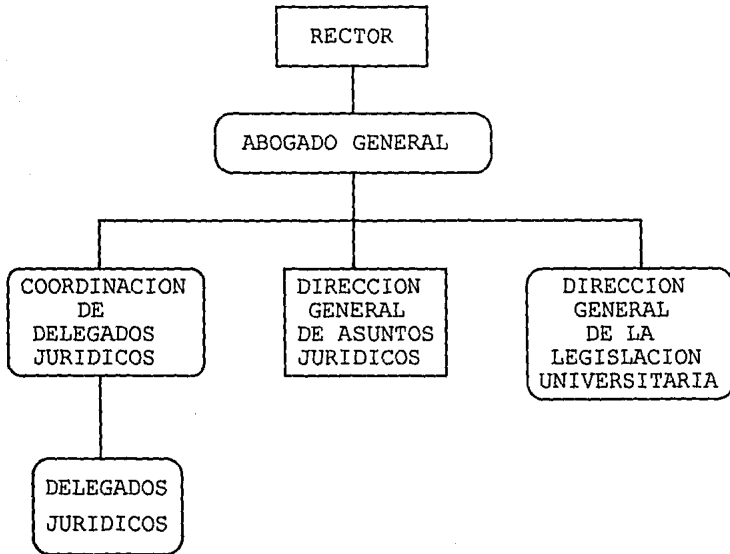 RECTOR
ABOGADO GENERAL
COORDINACION
DE
DELEGADOS
JURIDICOS
DIRECCION
GENERAL
DE ASUNTOS
JURIDICOS
DIRECCION
GENERAL
DE LA
LEGISLACION
UNIVERSITARIA
DELEGADOS
JURIDICOS